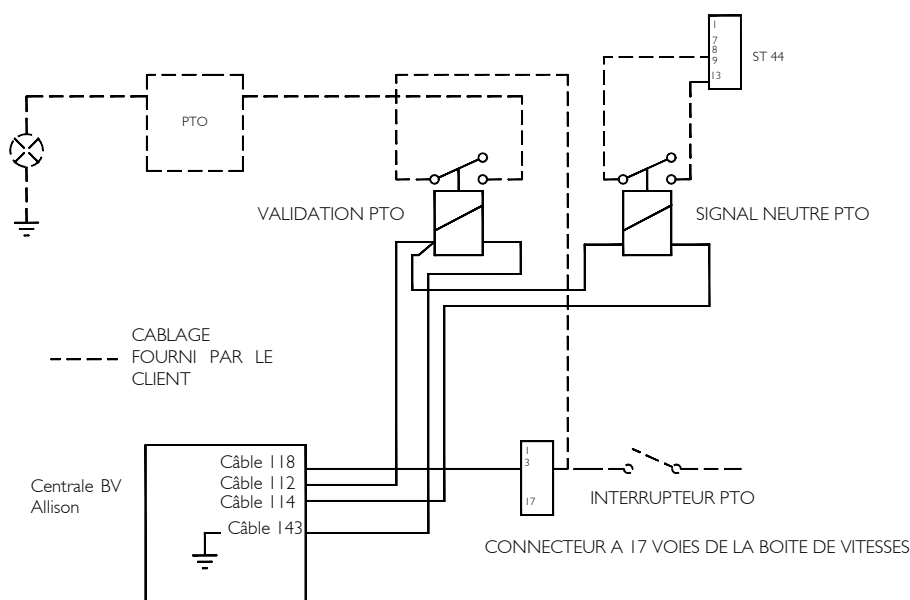 1
7
8
9
13
ST 44
PTO
VALIDATION PTO
SIGNAL NEUTRE PTO
CABLAGE
FOURNI PAR LE
CLIENT
Centrale BV
Allison
Câble 118
Câble 112
Câble 114
Câble 143
1
3
17
INTERRUPTEUR PTO
CONNECTEUR A 17 VOIES DE LA BOITE DE VITESSES